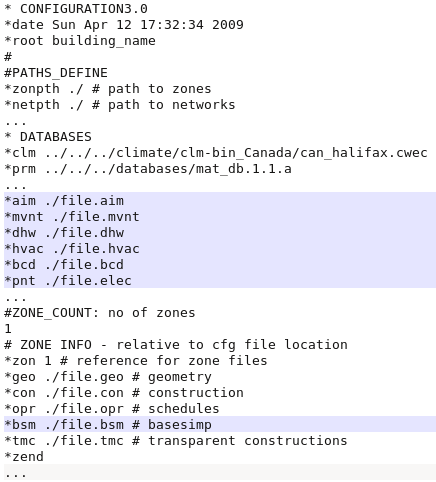 * CONFIGURATION3.0
*date Sun Apr 12 17:32:34 2009
*root building_name
#
#PATHS_DEFINE
*zonpth ./ # path to zones
*netpth ./ # path to networks
...
* DATABASES
*clm ../../../climate/clm-bin_Canada/can_halifax.cwec
*prm ../../../databases/mat_db.1.1.a
...
*aim ./file.aim
*mvnt ./file.mvnt
*dhw ./file.dhw
*hvac ./file.hvac
*bcd ./file.bcd
*pnt ./file.elec
...
#ZONE_COUNT: no of zones
1
# ZONE INFO - relative to cfg file location
*zon 1 # reference for zone files
*geo ./file.geo # geometry
*con ./file.con # construction
*opr ./file.opr # schedules
*bsm ./file.bsm # basesimp
*tmc ./file.tmc # transparent constructions
*zend
...